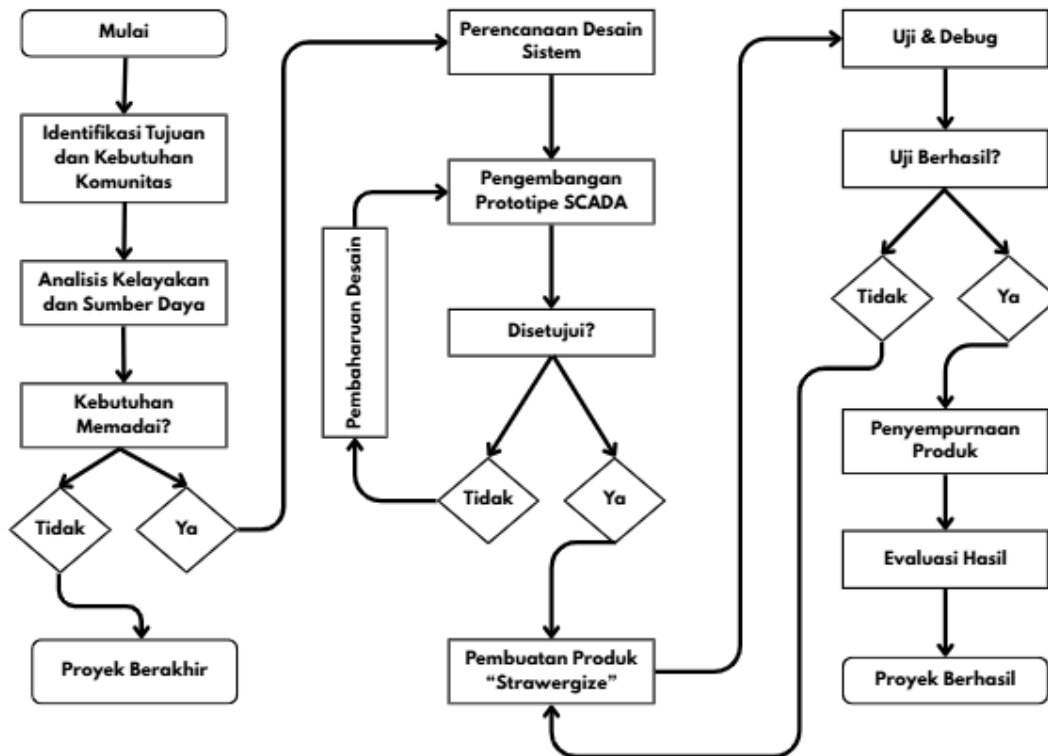 Mulai
Identifikasi Tujuan
dan Kebutuhan
Komunitas
Analisis Kelayakan
dan Sumber Daya
Kebutuhan
Memadai?
Tidak
Ya
Proyek Berakhir
Perencanaan Desain
Sistem
Pengembangan
Prototipe SCADA
Pembaharuan Desain
Disetujui?
Tidak
Ya
Pembuatan Produk
“Strawergize”
Uji & Debug
Uji Berhasil?
Tidak
Ya
Penyempurnaan
Produk
Evaluasi Hasil
Proyek Berhasil